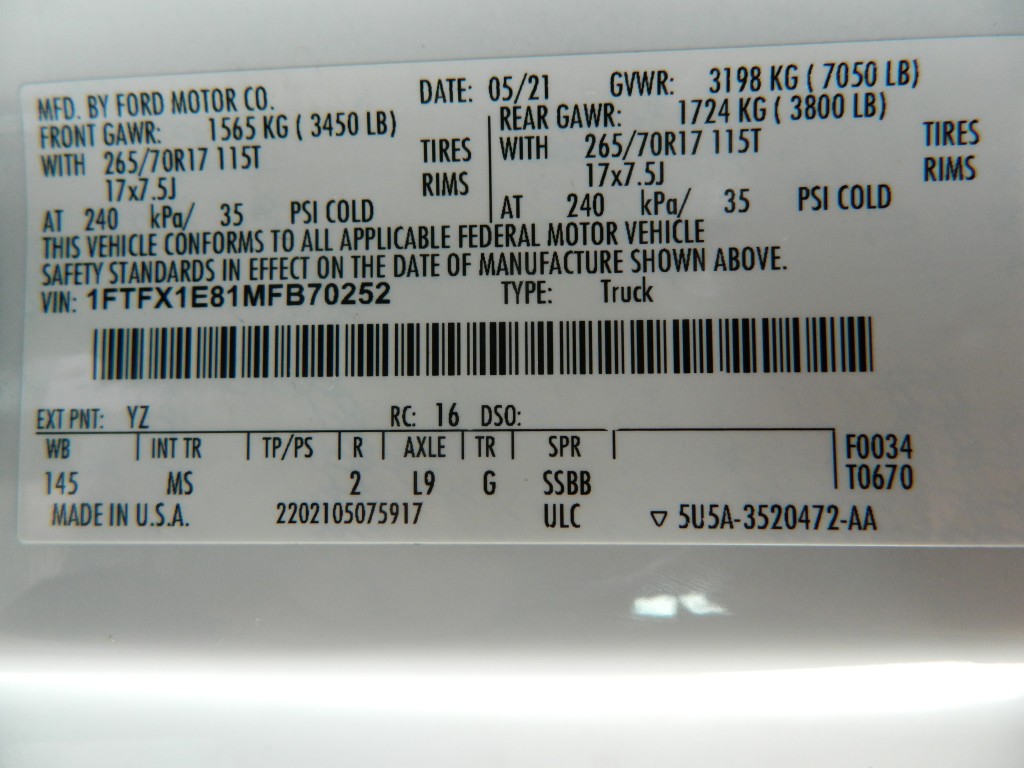 MFD. BY FORD MOTOR CO. DATE: 05/21 GVWR: 3198 KG ( 7050 LB)
FRONT GAWR: 1565 KG ( 3450 LB) REAR GAWR: 1724 KG ( 3800 LB)
WITH 265/70R17 115T TIRES WITH 265/70R17 115T TIRES
17x7.5J RIMS 17x7.5J RIMS
AT 240 kPa/ 35 PSI COLD AT 240 kPa/ 35 PSI COLD
THIS VEHICLE CONFORMS TO ALL APPLICABLE FEDERAL MOTOR VEHICLE
SAFETY STANDARDS IN EFFECT ON THE DATE OF MANUFACTURE SHOWN ABOVE.
VIN: 1FTFX1E81MFB70252 TYPE: Truck
EXT PNT: YZ RC: 16 DSO:
WB INT TR TP/PS R AXLE TR SPR F0034
145 MS 2 L9 G SSBB T0670
MADE IN U.S.A. 2202105075917 ULC ▽ 5U5A-3520472-AA